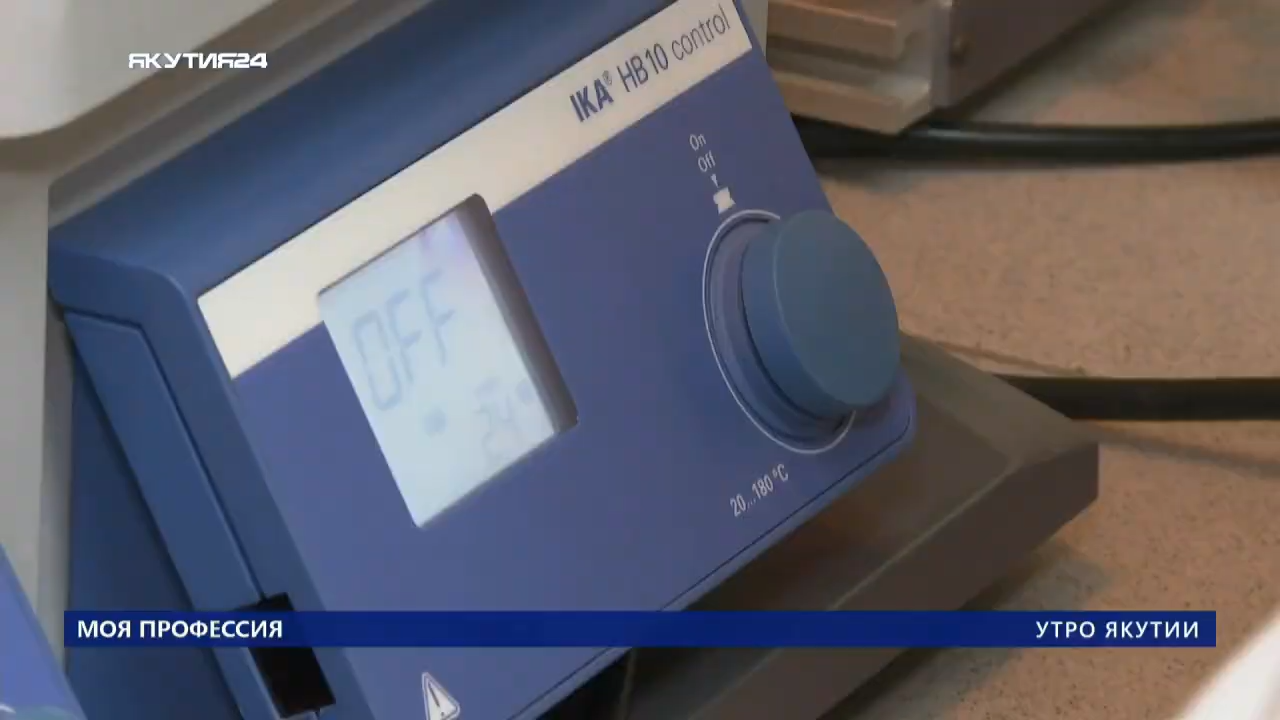 ЯКУТИЯ24
IKA® HB10 control
On
Off
OFF
24°
20...180 °C
МОЯ ПРОФЕССИЯ
УТРО ЯКУТИИ